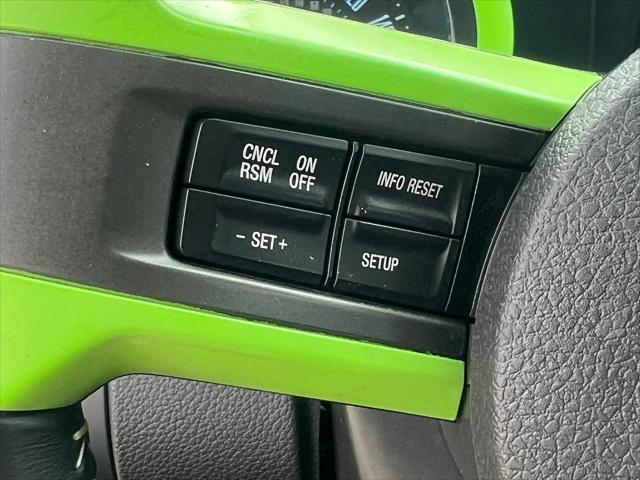 CNCL ON
RSM OFF
INFO RESET
- SET +
SETUP